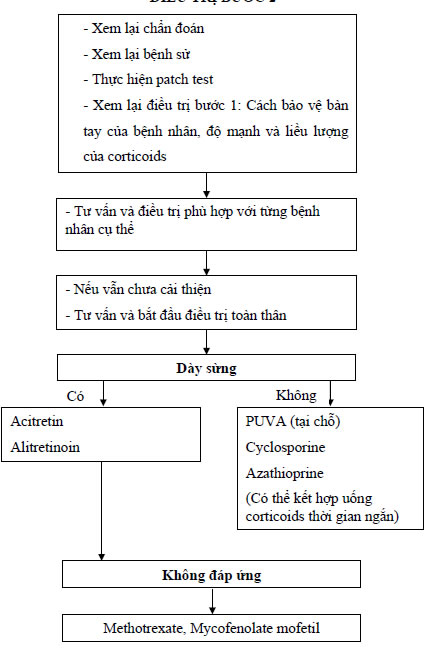 ĐIỀU TRỊ BƯỚC 2
- Xem lại chẩn đoán
- Xem lại bệnh sử
- Thực hiện patch test
- Xem lại điều trị bước 1: Cách bảo vệ bàn
tay của bệnh nhân, độ mạnh và liều lượng
của corticoids
- Tư vấn và điều trị phù hợp với từng bệnh
nhân cụ thể
- Nếu vẫn chưa cải thiện
- Tư vấn và bắt đầu điều trị toàn thân
Dày sừng
Có
Không
Acitretin
Alitretinoin
PUVA (tại chỗ)
Cyclosporine
Azathioprine
(Có thể kết hợp uống
corticoids thời gian ngắn)
Không đáp ứng
Methotrexate, Mycofenolate mofetil